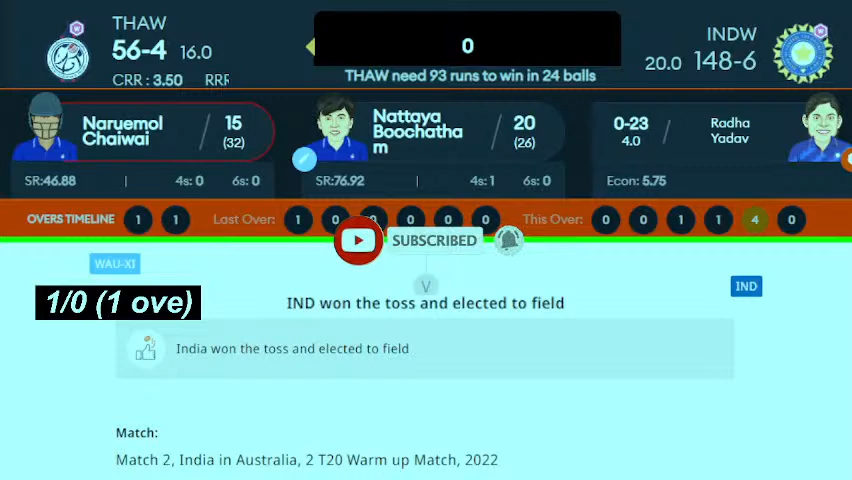 THAW
56-4 16.0
CRR : 3.50 RRR
0
THAW need 93 runs to win in 24 balls
INDW
20.0 148-6
Naruemol
Chaiwai
15
(32)
Nattaya
Boochatha
m
20
(26)
0-23
4.0
Radha
Yadav
SR:46.88 | 4s: 0 6s: 0
SR:76.92 | 4s:1 6s: 0
Econ: 5.75
OVERS TIMELINE 1 1 Last Over: 1 0 0 0 0 0 This Over: 0 0 1 1 4 0
SUBSCRIBED
WAU-XI
V
IND
1/0 (1 ove)
IND won the toss and elected to field
India won the toss and elected to field
Match:
Match 2, India in Australia, 2 T20 Warm up Match, 2022